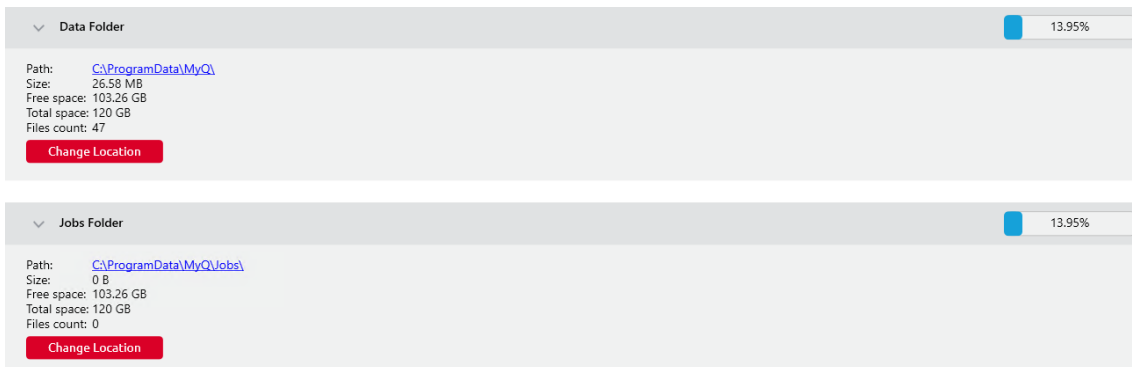 Data Folder 13.95%
Path: C:\ProgramData\MyQ\
Size: 26.58 MB
Free space: 103.26 GB
Total space: 120 GB
Files count: 47
Change Location
Jobs Folder 13.95%
Path: C:\ProgramData\MyQ\Jobs\
Size: 0 B
Free space: 103.26 GB
Total space: 120 GB
Files count: 0
Change Location